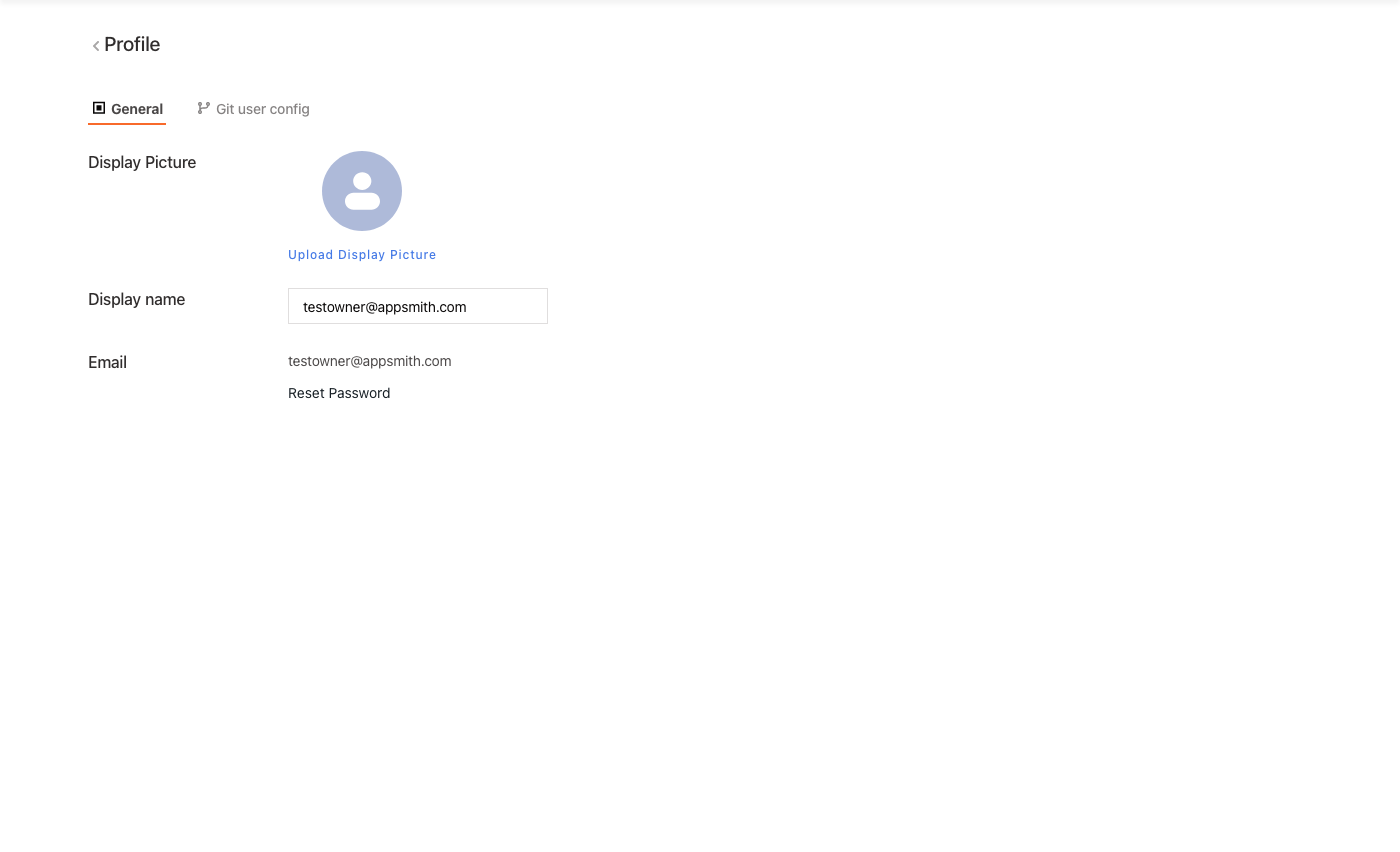 Profile
General
Git user config
Display Picture
Upload Display Picture
Display name
testowner@appsmith.com
Email
testowner@appsmith.com
Reset Password